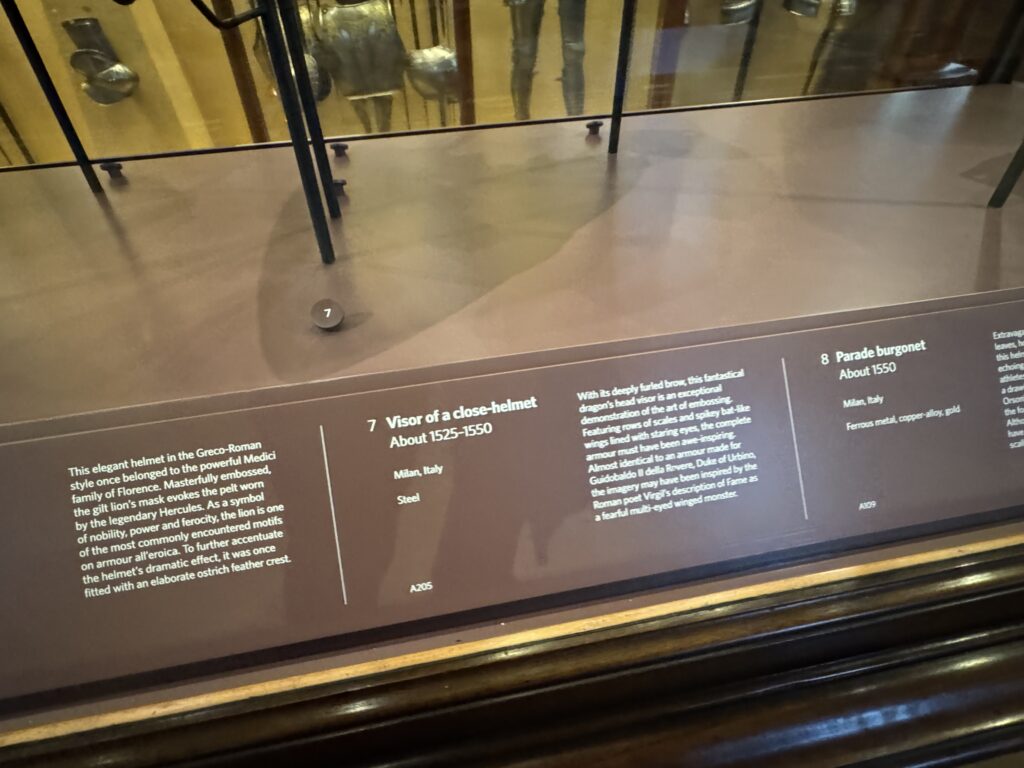 7
This elegant helmet in the Greco-Roman
style once belonged to the powerful Medici
family of Florence. Masterfully embossed,
the gilt lion's mask evokes the pelt worn
by the legendary Hercules. As a symbol
of nobility, power and ferocity, the lion is one
of the most commonly encountered motifs
on armour all'eroica. To further accentuate
the helmet's dramatic effect, it was once
fitted with an elaborate ostrich feather crest.
7 Visor of a close-helmet
About 1525-1550
Milan, Italy
Steel
A205
With its deeply furled brow, this fantastical
dragon's head visor is an exceptional
demonstration of the art of embossing.
Featuring rows of scales and spiky bat-like
wings lined with staring eyes, the complete
armour must have been awe-inspiring.
Almost identical to an armour made for
Guidobaldo II della Rovere, Duke of Urbino,
the imagery may have been inspired by the
Roman poet Virgil's description of Fame as
a fearful multi-eyed winged monster.
8 Parade burgonet
About 1550
Milan, Italy
Ferrous metal, copper-alloy, gold
A109
leaves,
this
echoing